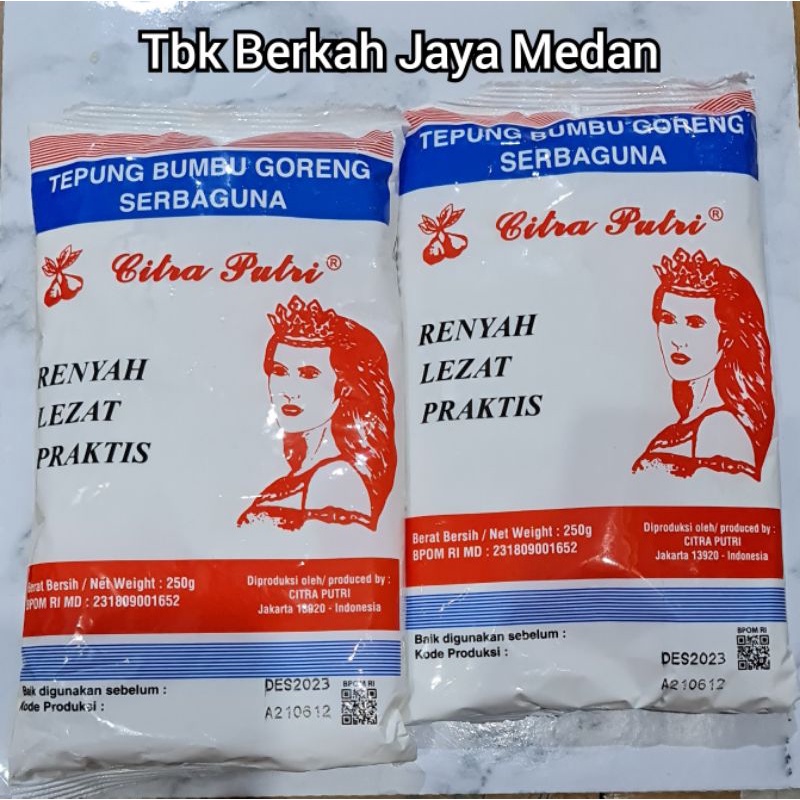 Tbk Berkah Jaya Medan
TEPUNG BUMBU GORENG
SERBAGUNA
Citra Putri®
RENYAH
LEZAT
PRAKTIS
Berat Bersih / Net Weight : 250g
BPOM RI MD : 231809001652
Diproduksi oleh/ produced by :
CITRA PUTRI
Jakarta 13920 - Indonesia
Baik digunakan sebelum :
Kode Produksi :
DES2023
A210612
BPOM RI
TEPUNG BUMBU GORENG
SERBAGUNA
Citra Putri®
RENYAH
LEZAT
PRAKTIS
Berat Bersih / Net Weight : 250g
BPOM RI MD : 231809001652
Diproduksi oleh/ produced by :
CITRA PUTRI
Jakarta 13920 - Indonesia
Baik digunakan sebelum :
Kode Produksi :
DES2023
A210612
BPOM RI